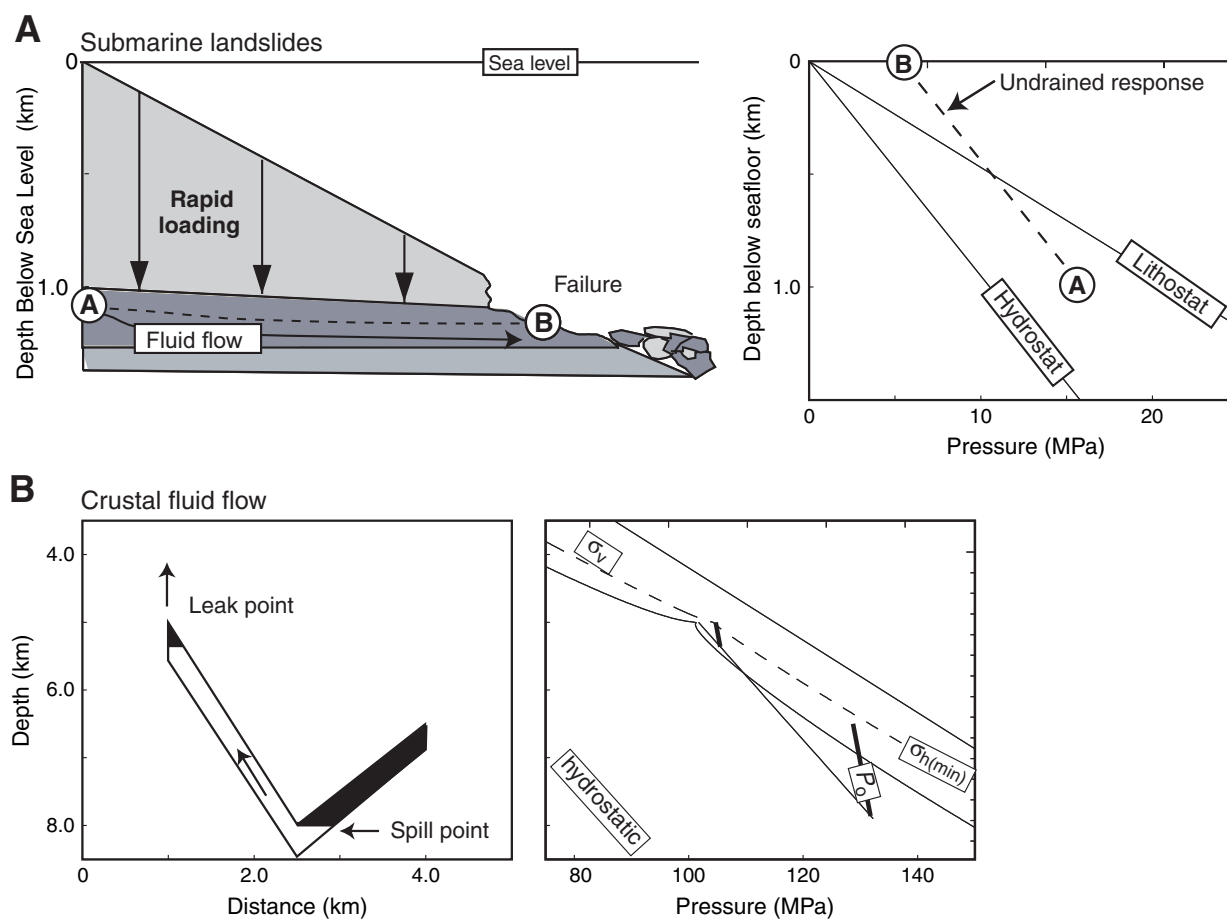 A
Submarine landslides
0
Sea level
Depth Below Sea Level (km)
Rapid
loading
1.0
A
Failure
B
Fluid flow
0
B
Undrained response
Depth below seafloor (km)
1.0
A
Lithostat
Hydrostat
0
10
20
Pressure (MPa)
B
Crustal fluid flow
4.0
Leak point
Depth (km)
6.0
8.0
Spill point
0
2.0
4.0
Distance (km)
σv
σh(min)
Po
hydrostatic
80
100
120
140
Pressure (MPa)